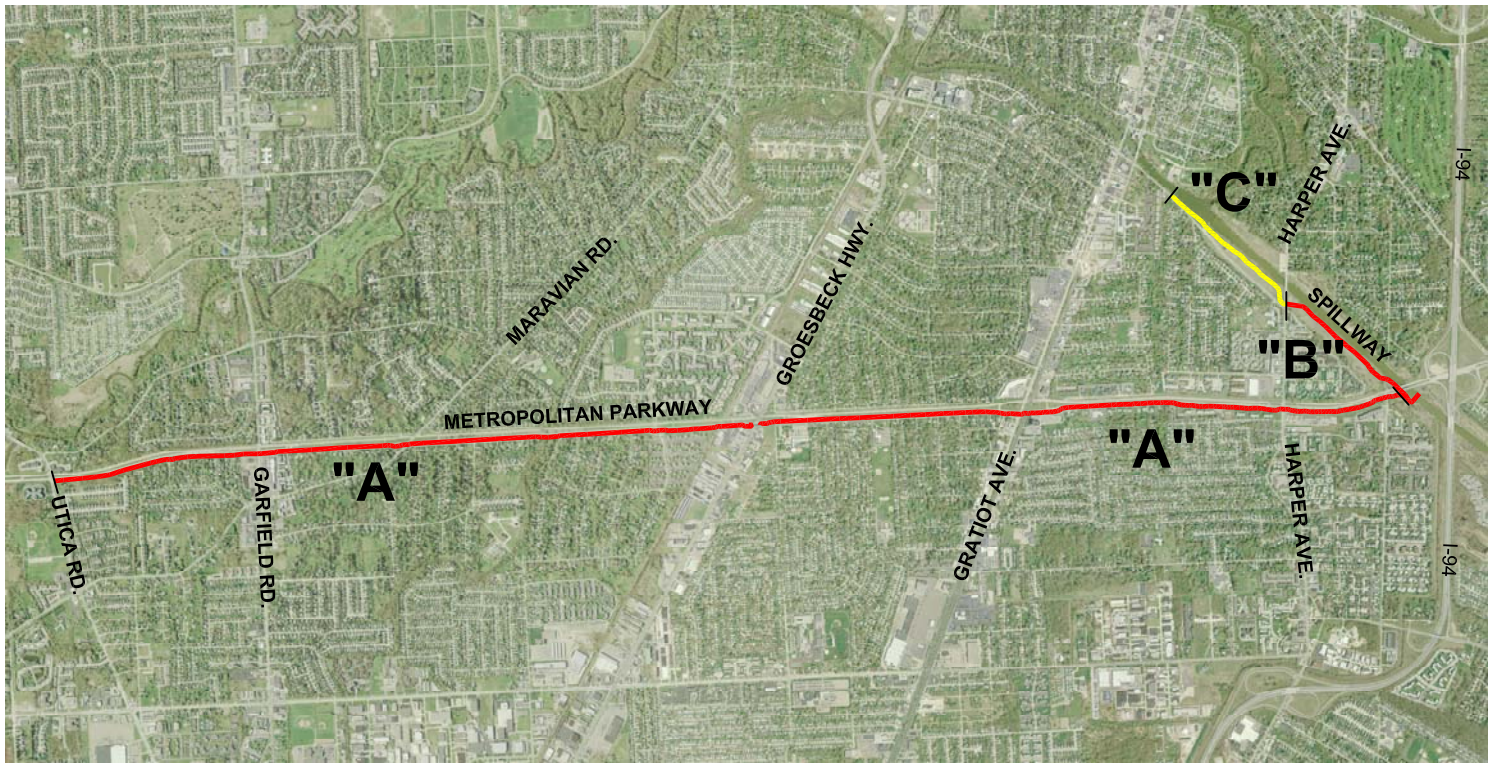 "C"
HARPER AVE.
I-94
MARAVIAN RD.
GROESBECK HWY.
SPILLWAY
"B"
METROPOLITAN PARKWAY
"A"
"A"
UTICA RD.
GARFIELD RD.
GRATIOT AVE.
HARPER AVE.
I-94